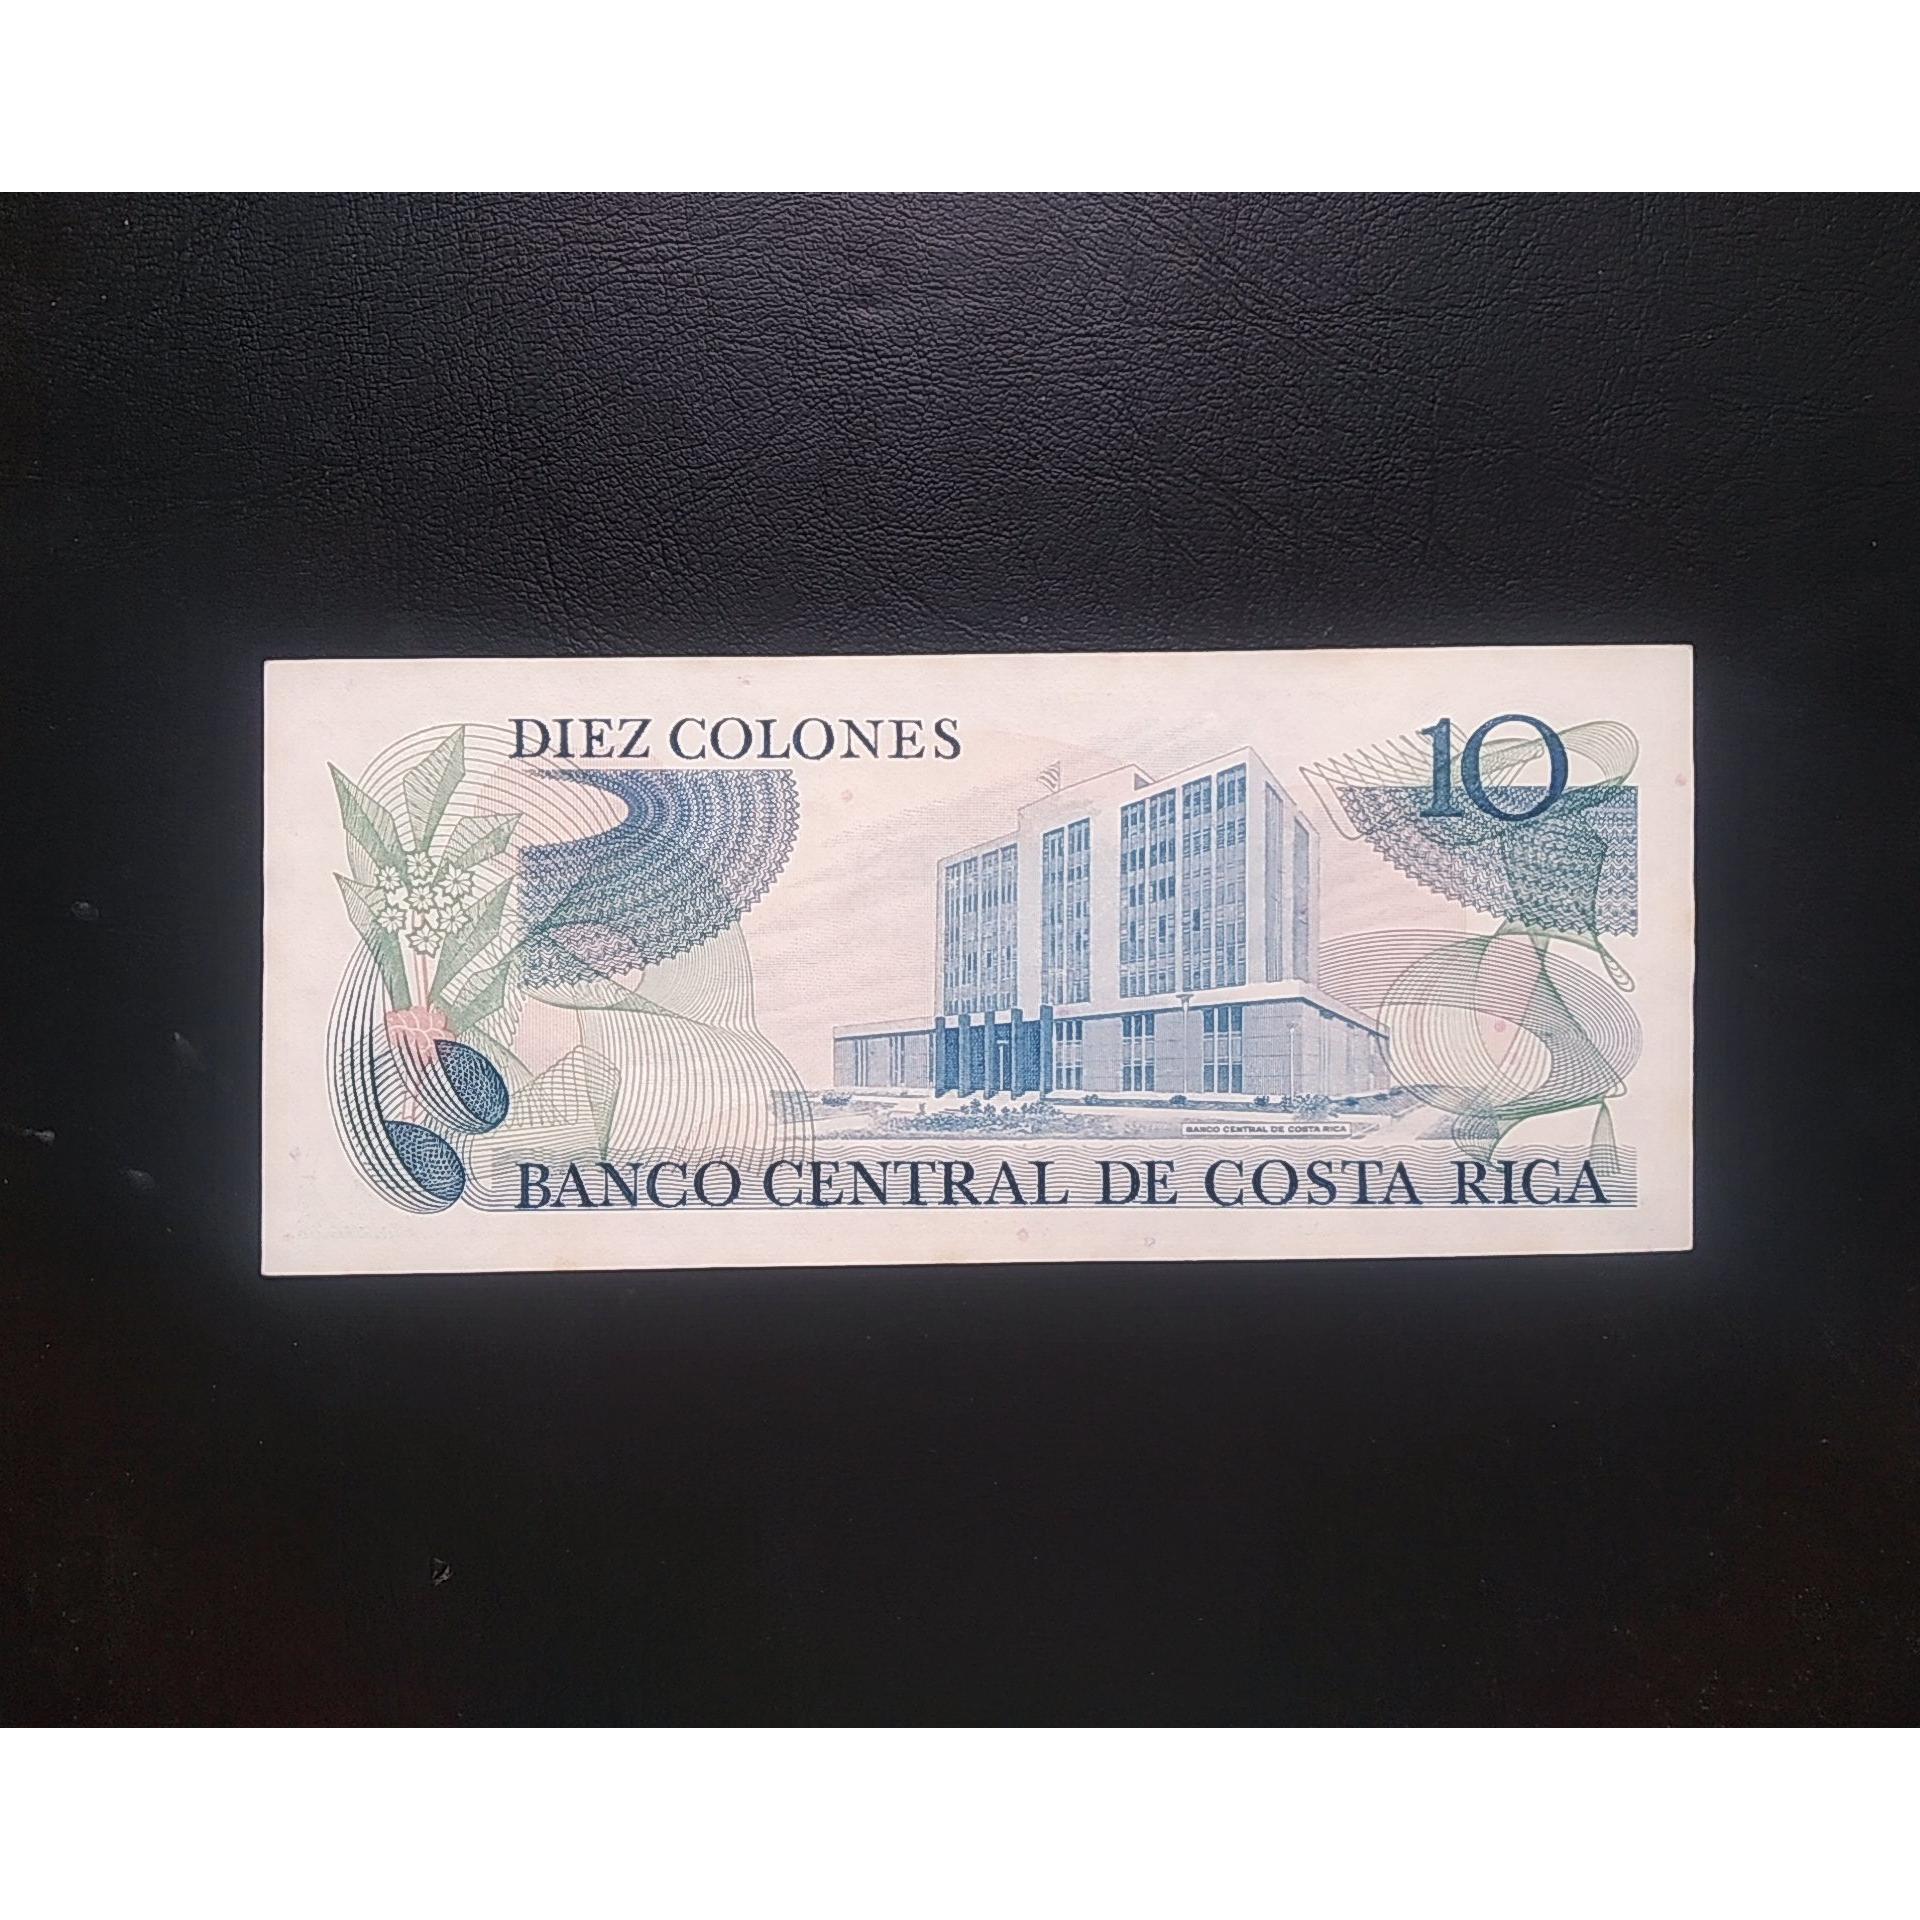 DIEZ COLONES
10
BANCO CENTRAL DE COSTA RICA
BANCO CENTRAL DE COSTA RICA